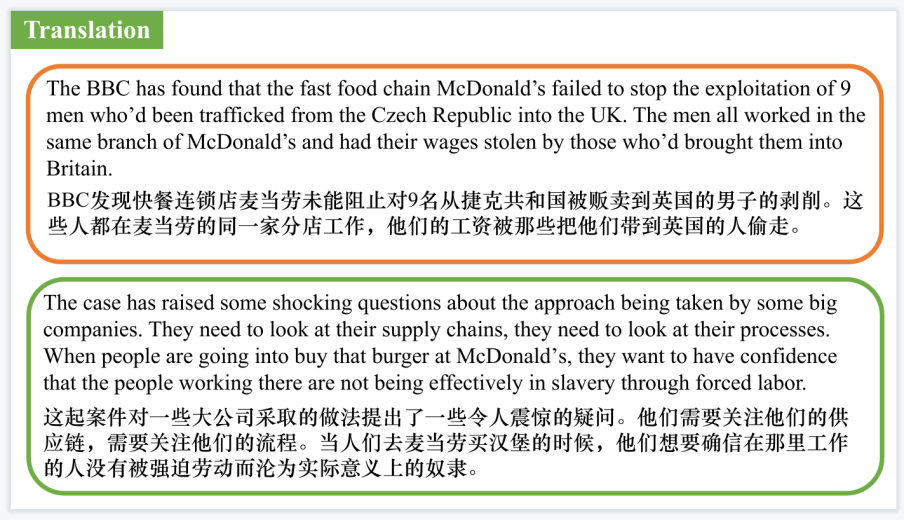 Translation
The BBC has found that the fast food chain McDonald’s failed to stop the exploitation of 9
men who’d been trafficked from the Czech Republic into the UK. The men all worked in the
same branch of McDonald’s and had their wages stolen by those who’d brought them into
Britain.
BBC发现快餐连锁店麦当劳未能阻止对9名从捷克共和国被贩卖到英国的男子的剥削。这
些人都在麦当劳的同一家分店工作，他们的工资被那些把他们带到英国的人偷走。
The case has raised some shocking questions about the approach being taken by some big
companies. They need to look at their supply chains, they need to look at their processes.
When people are going into buy that burger at McDonald’s, they want to have confidence
that the people working there are not being effectively in slavery through forced labor.
这起案件对一些大公司采取的做法提出了一些令人震惊的疑问。他们需要关注他们的供
应链，需要关注他们的流程。当人们去麦当劳买汉堡的时候，他们想要确信在那里工作
的人没有被强迫劳动而沦为实际意义上的奴隶。